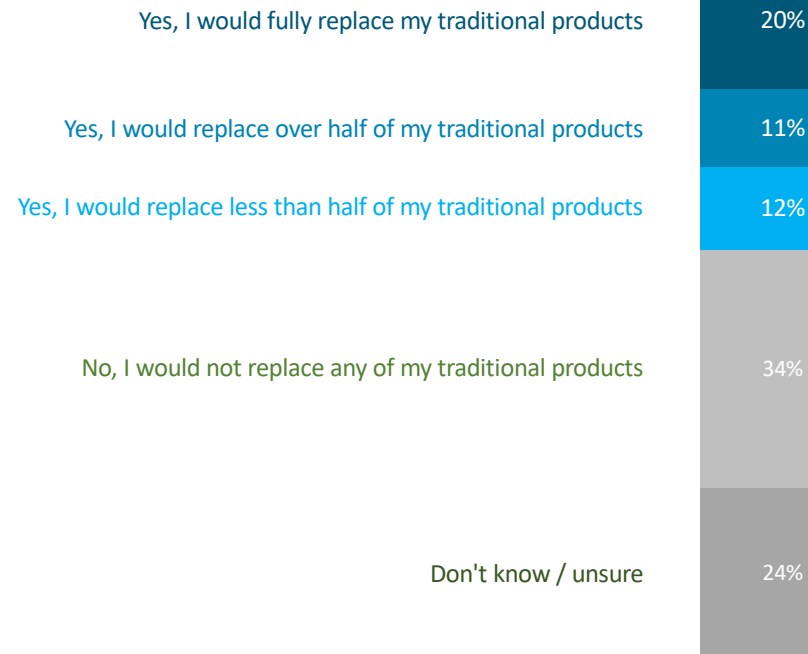 Yes, I would fully replace my traditional products 20%
Yes, I would replace over half of my traditional products 11%
Yes, I would replace less than half of my traditional products 12%
No, I would not replace any of my traditional products 34%
Don't know / unsure 24%